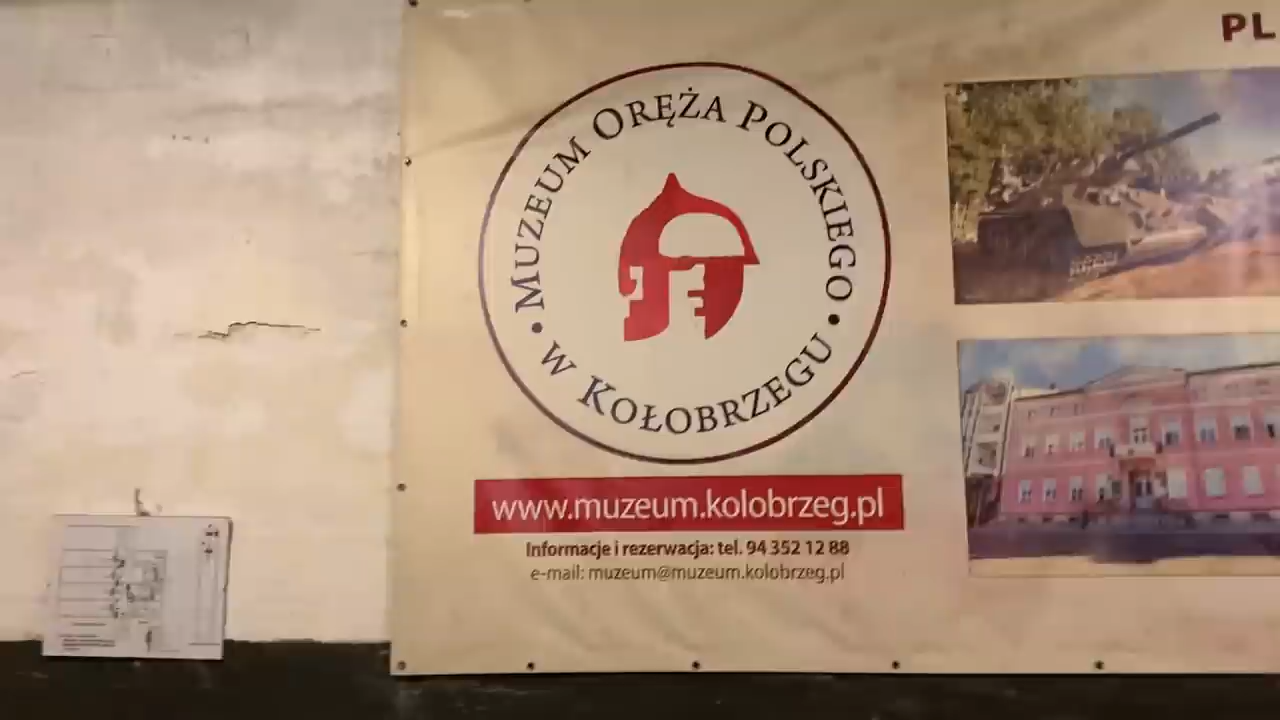 MUZEUM ORĘŻA POLSKIEGO
• W KOŁOBRZEGU •
www.muzeum.kolobrzeg.pl
Informacje i rezerwacja: tel. 94 352 12 88
e-mail: muzeum@muzeum.kolobrzeg.pl
PL